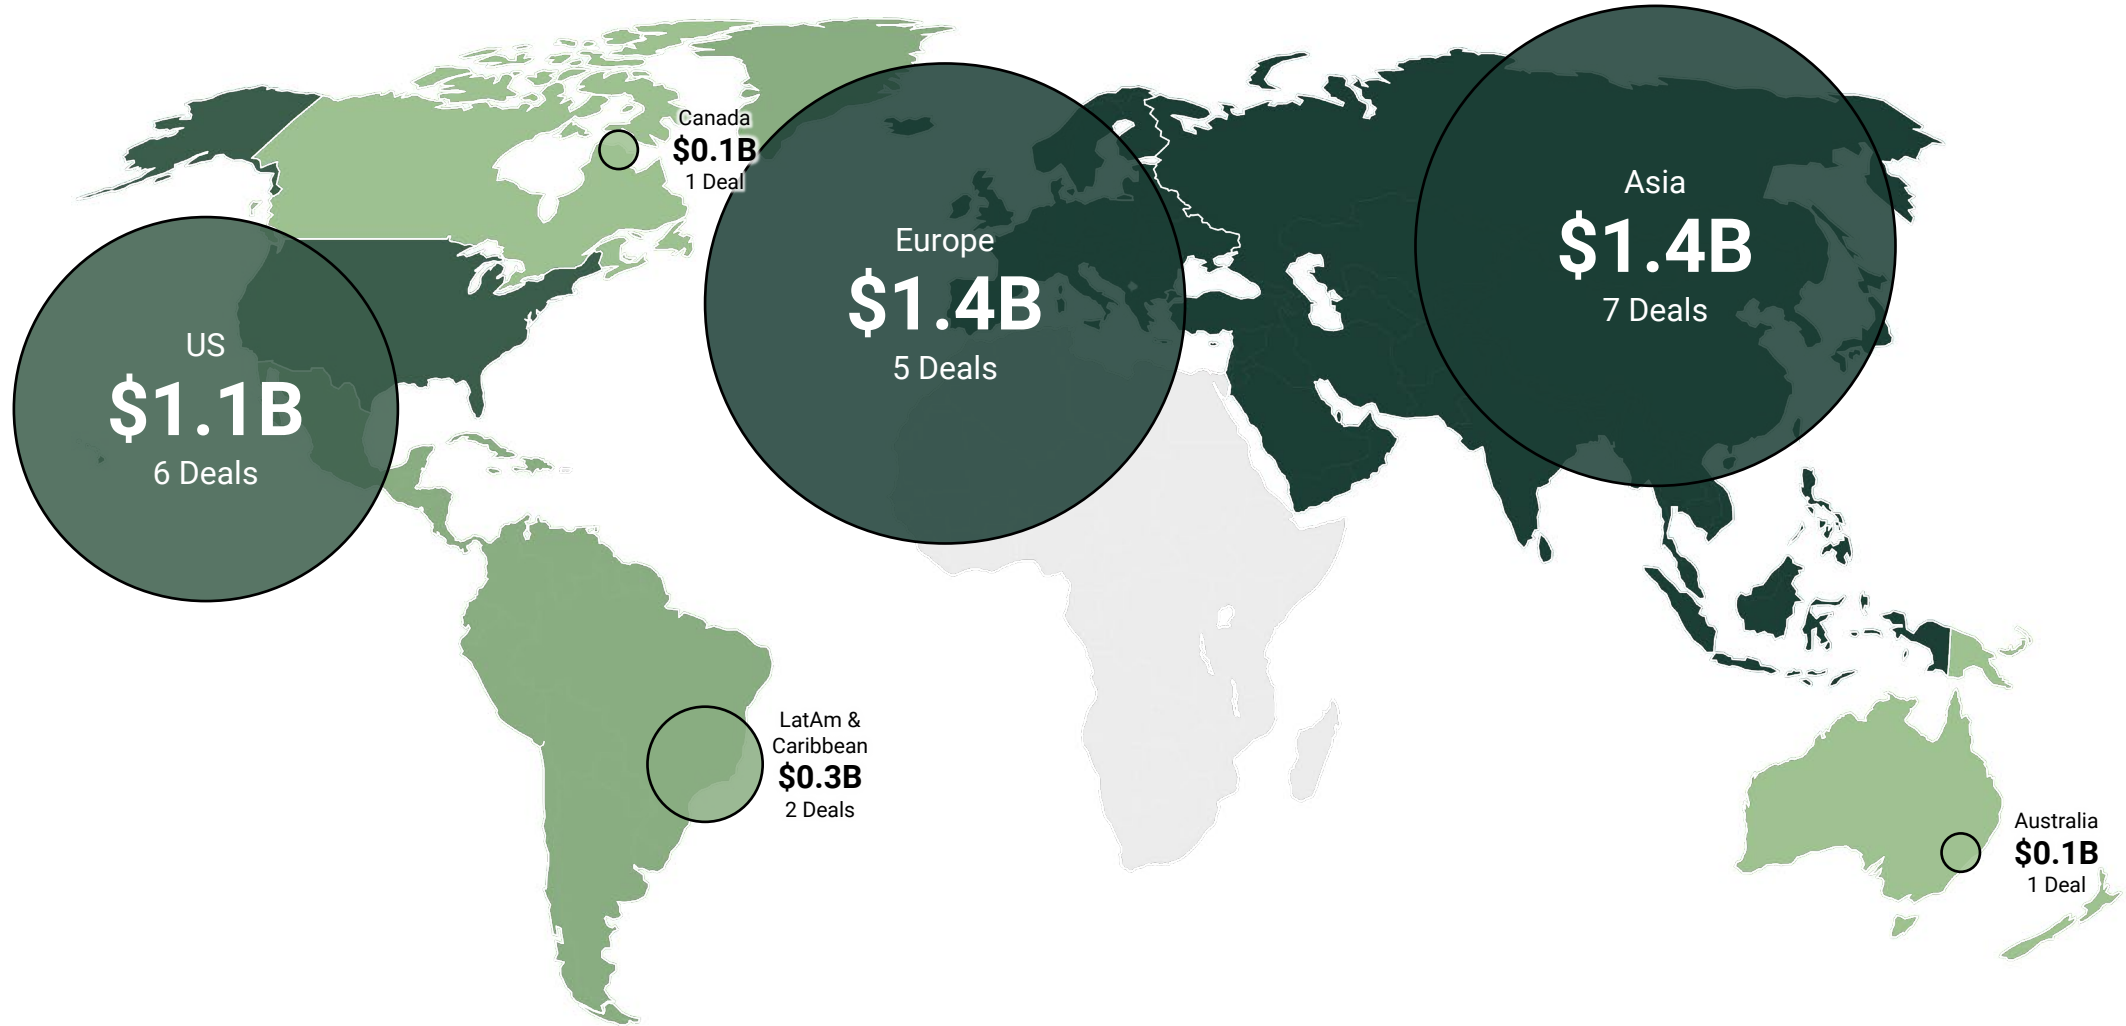 Canada
$0.1B
1 Deal
Asia
$1.4B
7 Deals
Europe
$1.4B
5 Deals
US
$1.1B
6 Deals
LatAm &
Caribbean
$0.3B
2 Deals
Australia
$0.1B
1 Deal